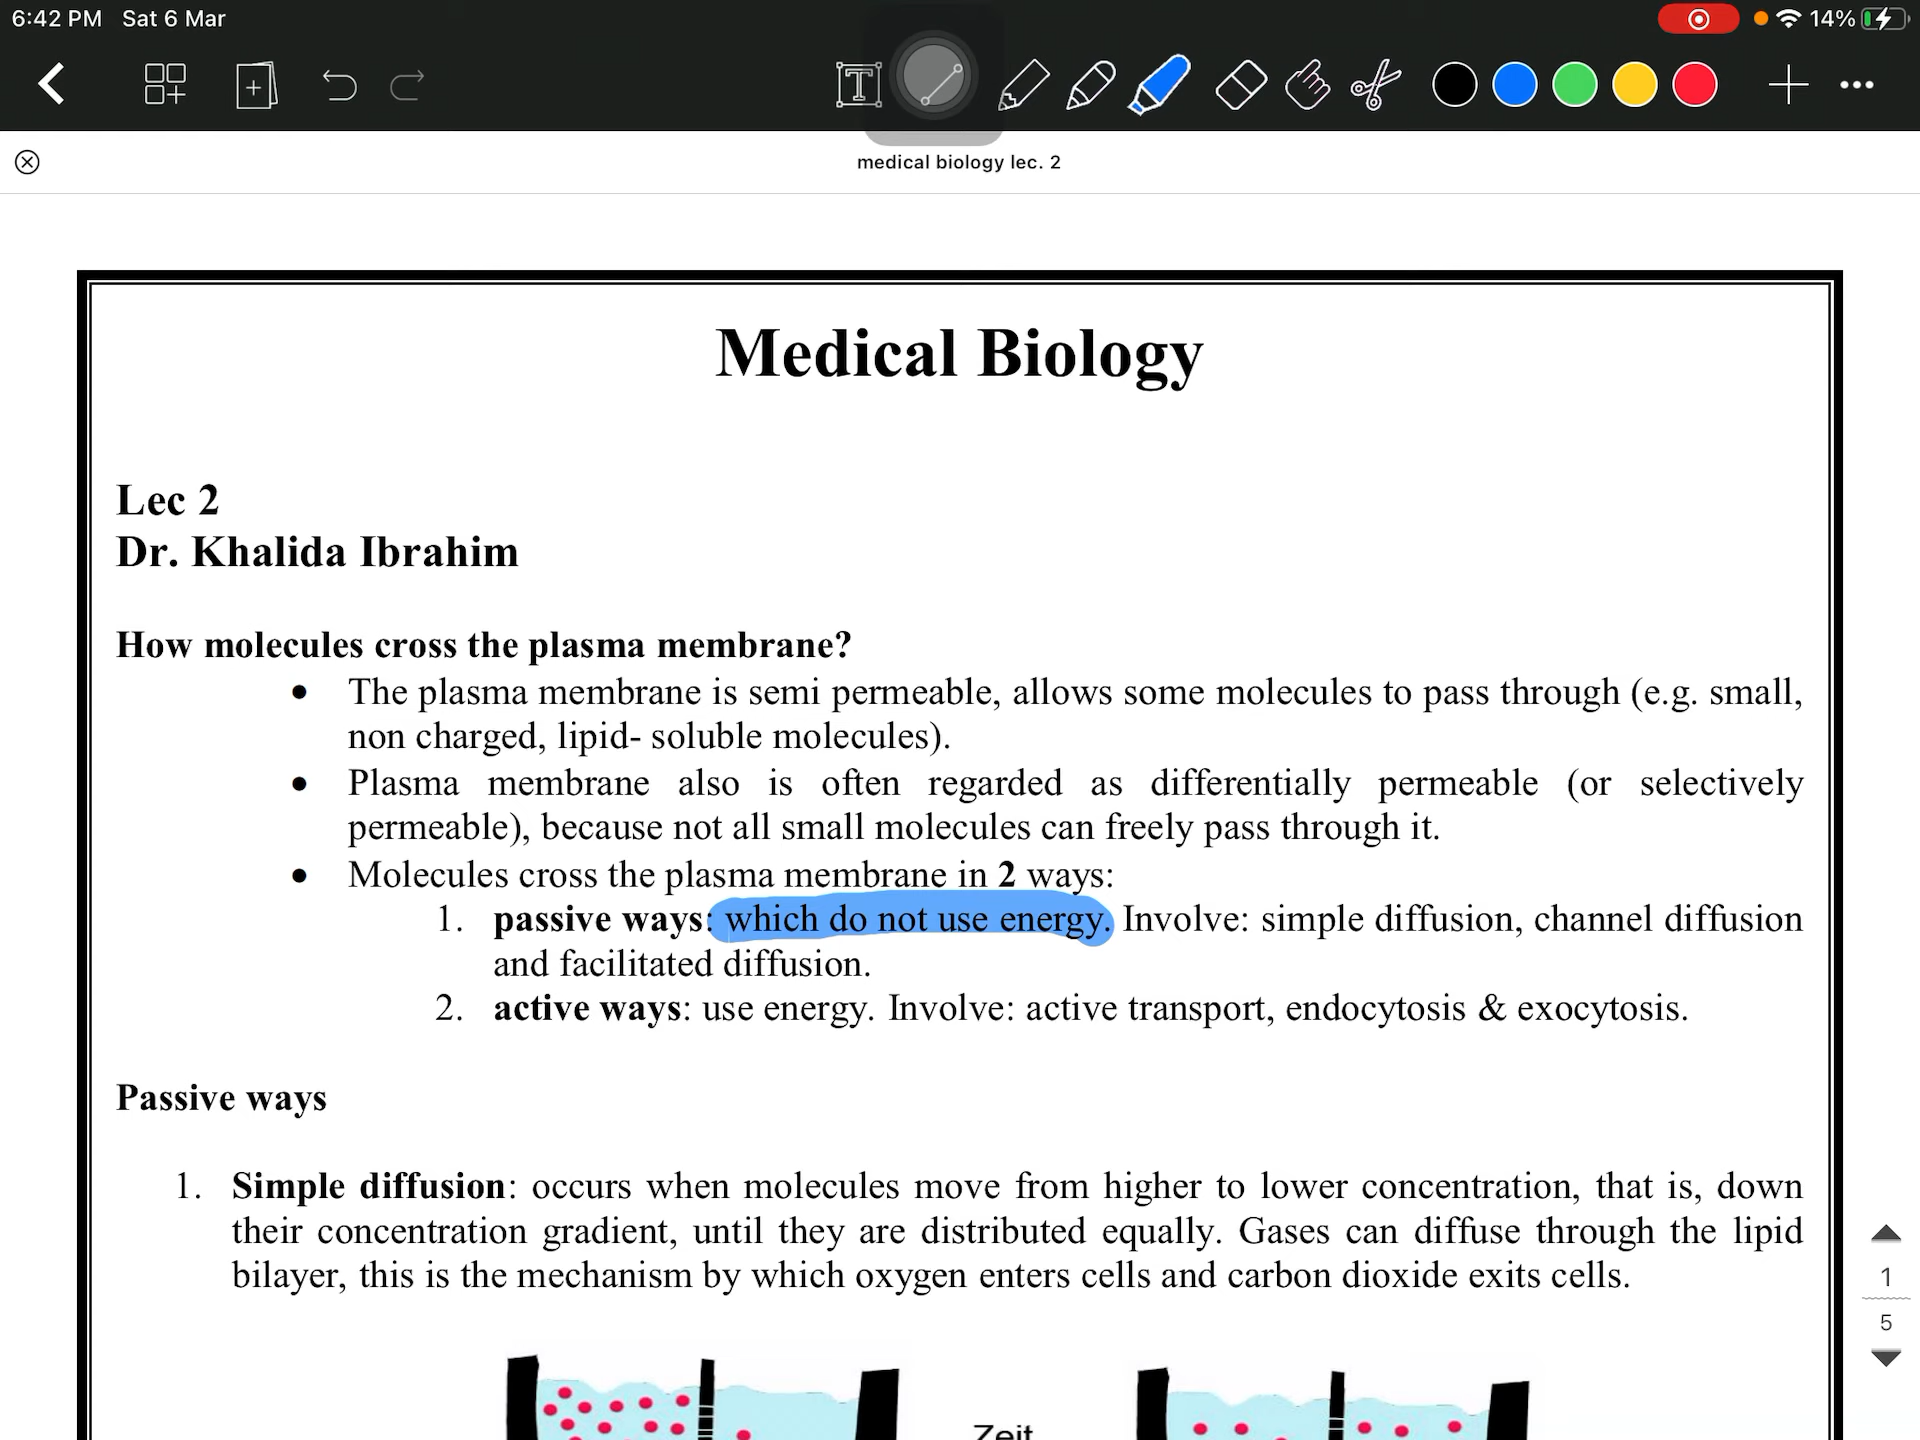 6:42 PM Sat 6 Mar
14%
T
medical biology lec. 2
Medical Biology
Lec 2
Dr. Khalida Ibrahim
How molecules cross the plasma membrane?
• The plasma membrane is semi permeable, allows some molecules to pass through (e.g. small,
non charged, lipid- soluble molecules).
• Plasma membrane also is often regarded as differentially permeable (or selectively
permeable), because not all small molecules can freely pass through it.
• Molecules cross the plasma membrane in 2 ways:
1. passive ways: which do not use energy. Involve: simple diffusion, channel diffusion
and facilitated diffusion.
2. active ways: use energy. Involve: active transport, endocytosis & exocytosis.
Passive ways
1. Simple diffusion: occurs when molecules move from higher to lower concentration, that is, down
their concentration gradient, until they are distributed equally. Gases can diffuse through the lipid
bilayer, this is the mechanism by which oxygen enters cells and carbon dioxide exits cells.
1
5
Zeit